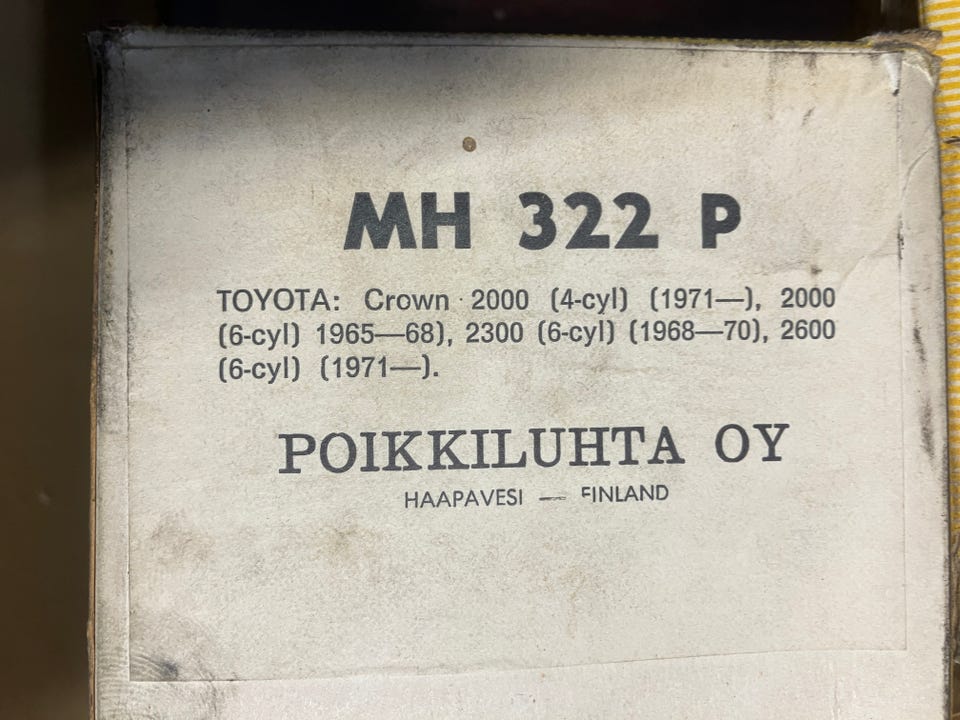 MH 322 P
TOYOTA: Crown 2000 (4-cyl) (1971—), 2000
(6-cyl) 1965—68), 2300 (6-cyl) (1968—70), 2600
(6-cyl) (1971—).
POIKKILUHTA OY
HAAPAVESI — FINLAND